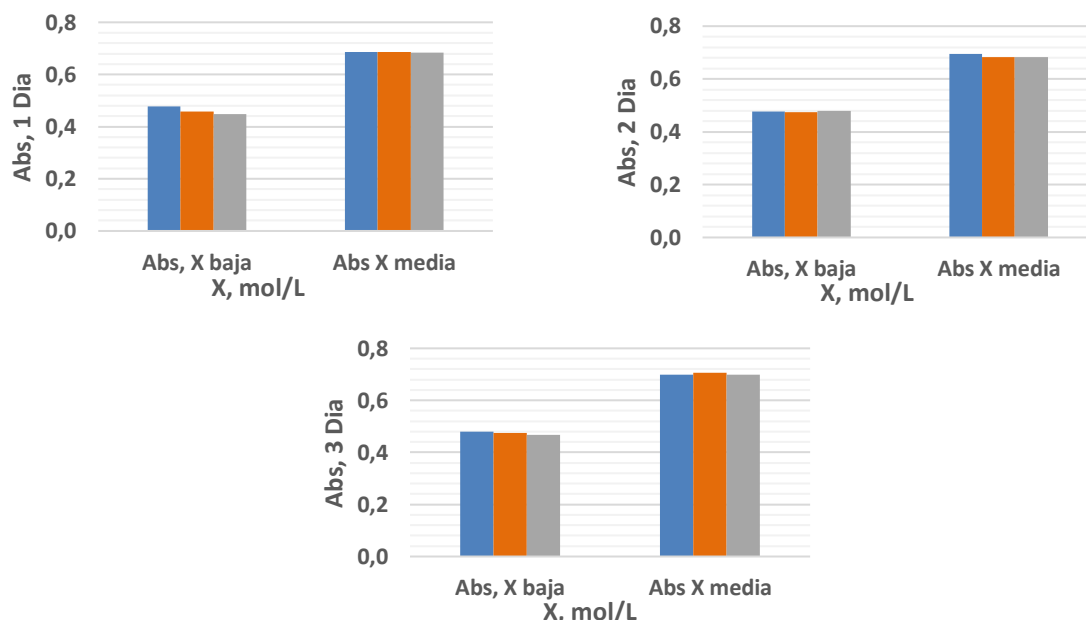 0,8
0,6
0,4
0,2
0,0
Abs, 1 Dia
Abs, X baja
Abs X media
X, mol/L
0,8
0,6
0,4
0,2
0,0
Abs, 2 Dia
Abs, X baja
Abs X media
X, mol/L
0,8
0,6
0,4
0,2
0,0
Abs, 3 Dia
Abs, X baja
Abs X media
X. mol/L